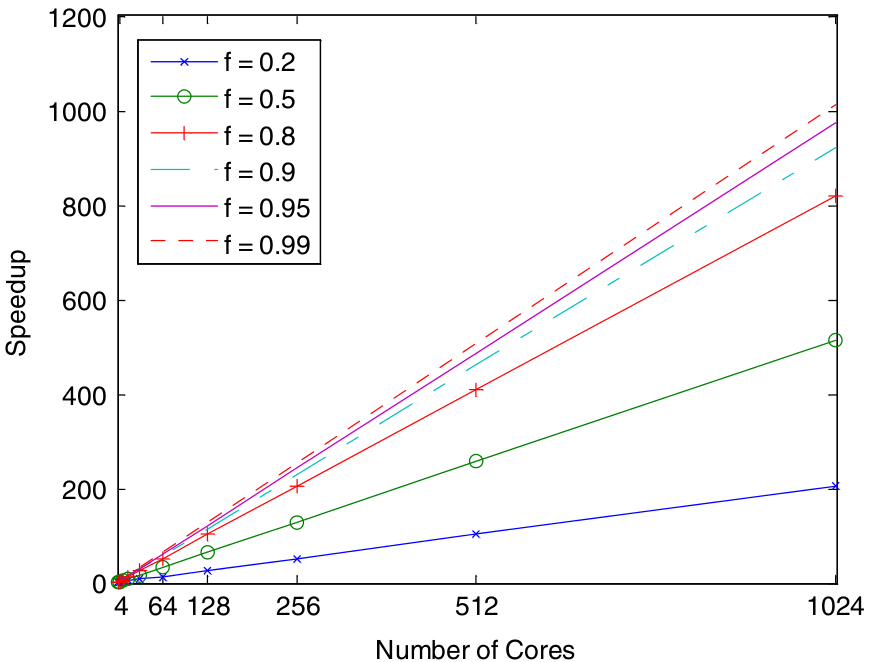 1200
1000
800
600
400
200
0
f = 0.2
f = 0.5
f = 0.8
f = 0.9
f = 0.95
f = 0.99
Speedup
4 64 128 256 512 1024
Number of Cores